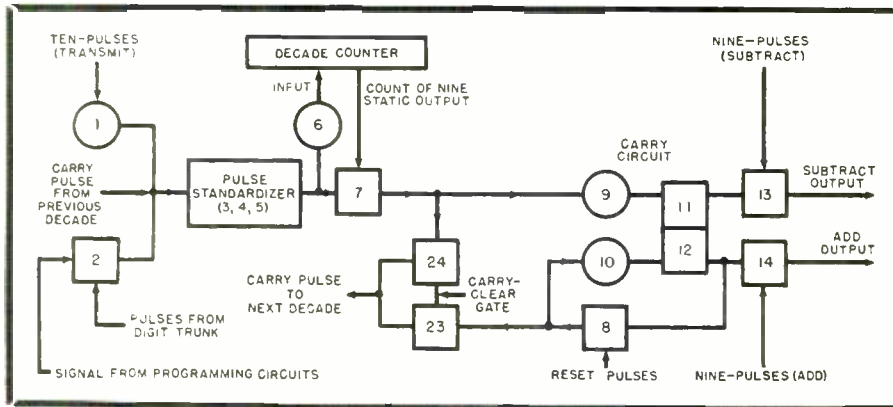 TEN-PULSES
(TRANSMIT)
DECADE COUNTER
NINE-PULSES
(SUBTRACT)
INPUT
COUNT OF NINE
STATIC OUTPUT
1
6
CARRY
CIRCUIT
CARRY
PULSE
FROM
PREVIOUS
DECADE
PULSE
STANDARDIZER
(3, 4, 5)
7
9
11
13
SUBTRACT
OUTPUT
2
24
10
12
14
ADD
OUTPUT
CARRY PULSE
TO
NEXT DECADE
CARRY-
CLEAR
GATE
23
8
PULSES FROM
DIGIT TRUNK
SIGNAL FROM PROGRAMMING CIRCUITS
RESET PULSES
NINE-PULSES (ADD)